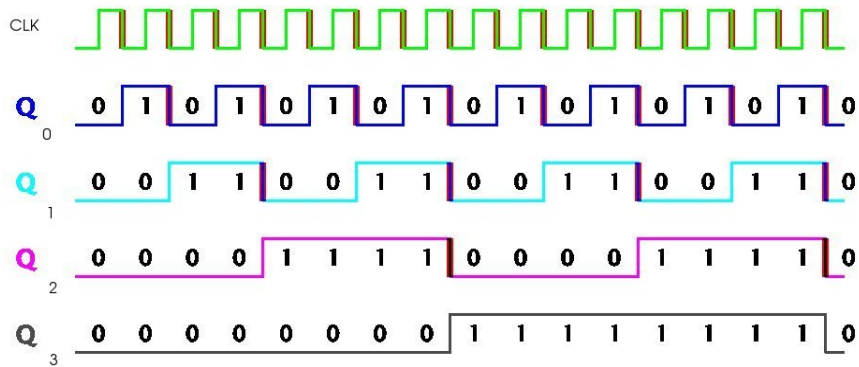 CLK
Q0 0 1 0 1 0 1 0 1 0 1 0 1 0 1 0 1 0
Q1 0 0 1 1 0 0 1 1 0 0 1 1 0 0 1 1 0
Q2 0 0 0 0 1 1 1 1 0 0 0 0 1 1 1 1 0
Q3 0 0 0 0 0 0 0 0 1 1 1 1 1 1 1 1 0